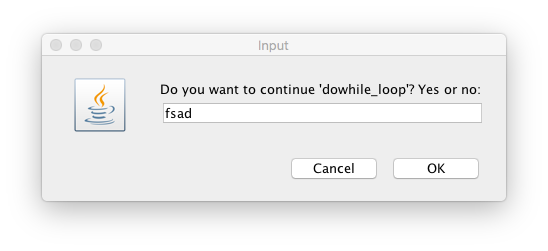 Input
Do you want to continue 'dowhile_loop'? Yes or no:
fsad
Cancel OK